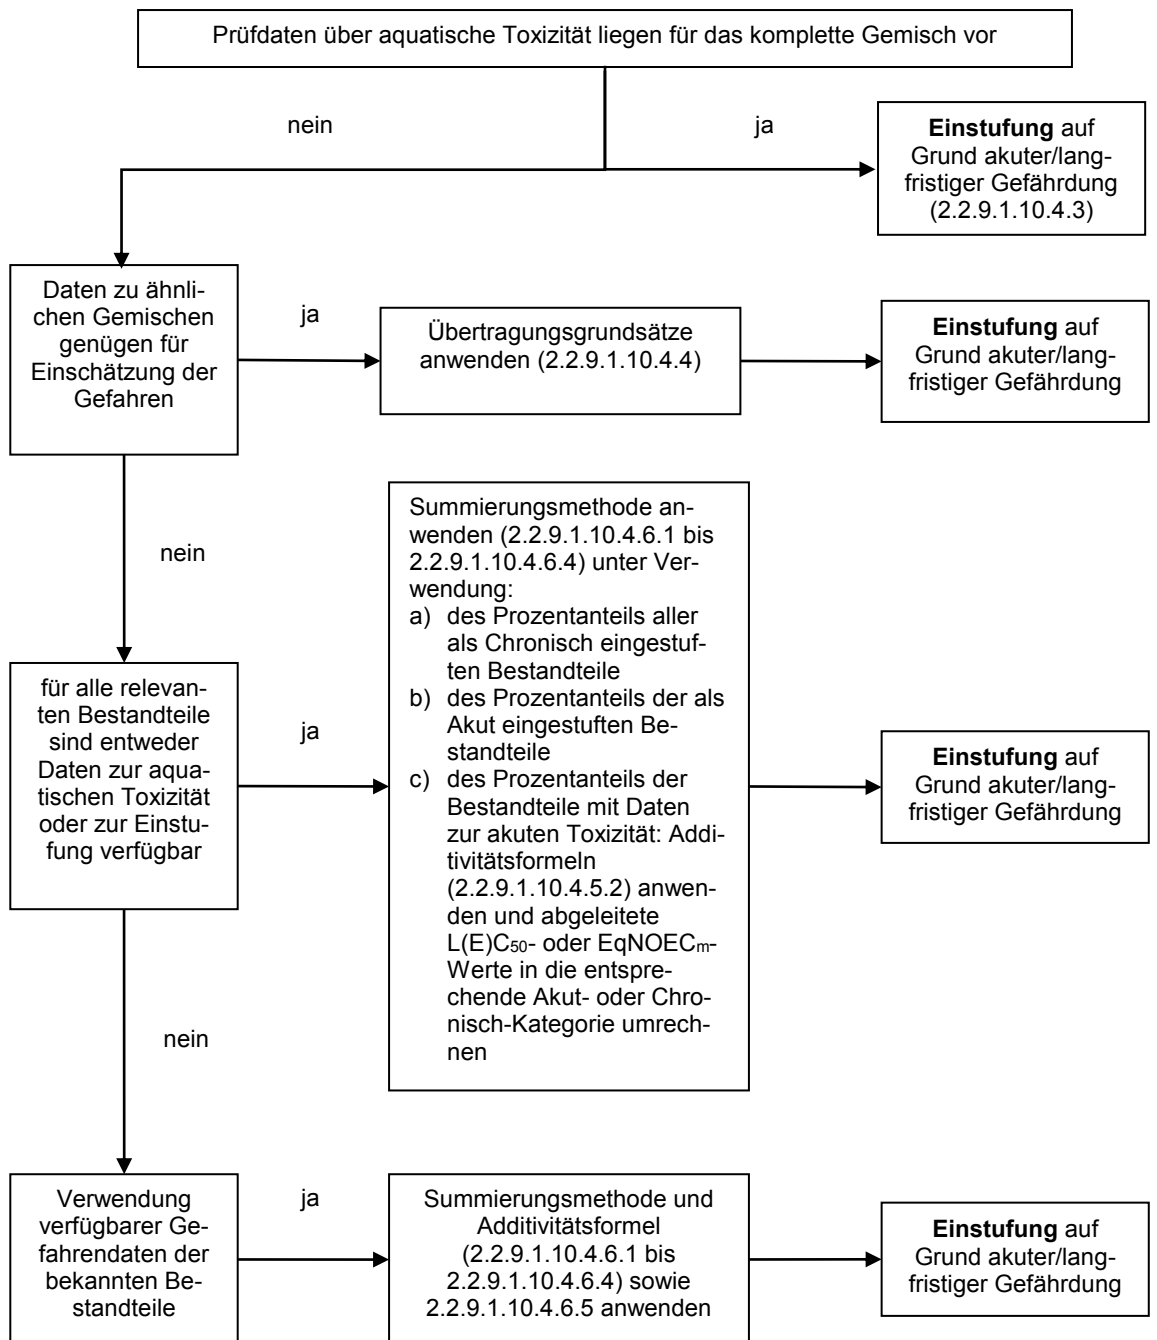 Prüfdaten über aquatische Toxizität liegen für das komplette Gemisch vor
nein
ja
Einstufung auf
Grund akuter/lang-
fristiger Gefährdung
(2.2.9.1.10.4.3)
Daten zu ähnli-
chen Gemischen
genügen für
Einschätzung der
Gefahren
ja
Übertragungsgrundsätze
anwenden (2.2.9.1.10.4.4)
Einstufung auf
Grund akuter/lang-
fristiger Gefährdung
nein
für alle relevan-
ten Bestandteile
sind entweder
Daten zur aqua-
tischen Toxizität
oder zur Einstu-
fung verfügbar
ja
Summierungsmethode an-
wenden (2.2.9.1.10.4.6.1 bis
2.2.9.1.10.4.6.4) unter Ver-
wendung:
a) des Prozentanteils aller
als Chronisch eingestuf-
ten Bestandteile
b) des Prozentanteils der als
Akut eingestuften Be-
standteile
c) des Prozentanteils der
Bestandteile mit Daten
zur akuten Toxizität: Addi-
tivitätsformeln
(2.2.9.1.10.4.5.2) anwen-
den und abgeleitete
L(E)C50- oder EqNOECm-
Werte in die entspre-
chende Akut- oder Chro-
nisch-Kategorie umrech-
nen
Einstufung auf
Grund akuter/lang-
fristiger Gefährdung
nein
Verwendung
verfügbarer Ge-
fahrendaten der
bekannten Be-
standteile
ja
Summierungsmethode und
Additivitätsformel
(2.2.9.1.10.4.6.1 bis
2.2.9.1.10.4.6.4) sowie
2.2.9.1.10.4.6.5 anwenden
Einstufung auf
Grund akuter/lang-
fristiger Gefährdung